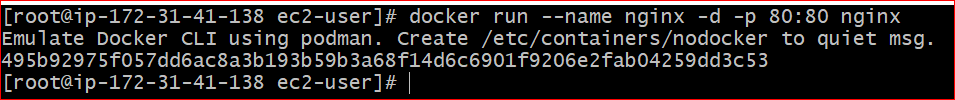 [root@ip-172-31-41-138 ec2-user]# docker run --name nginx -d -p 80:80 nginx
Emulate Docker CLI using podman. Create /etc/containers/nodocker to quiet msg.
495b92975f057dd6ac8a3b193b59b3a68f14d6c6901f9206e2fab04259dd3c53
[root@ip-172-31-41-138 ec2-user]#